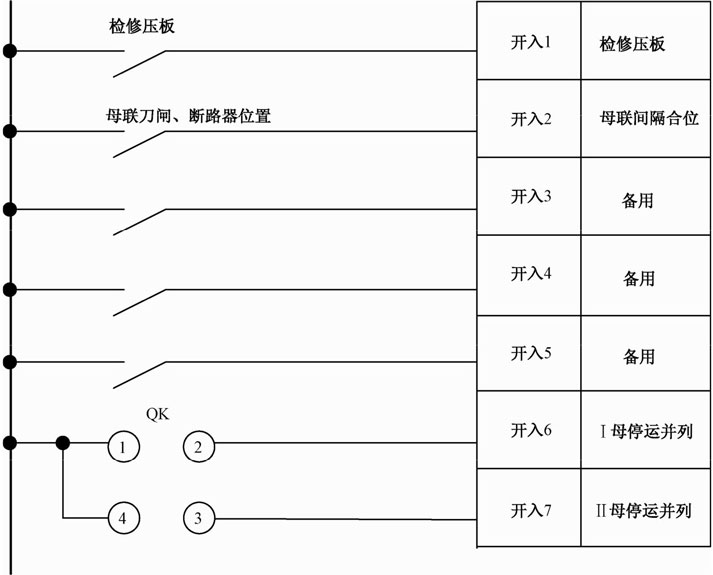 检修压板
开入1 检修压板
母联刀闸、断路器位置
开入2 母联间隔合位
开入3 备用
开入4 备用
开入5 备用
QK
1 2
开入6 Ⅰ母停运并列
4 3
开入7 Ⅱ母停运并列